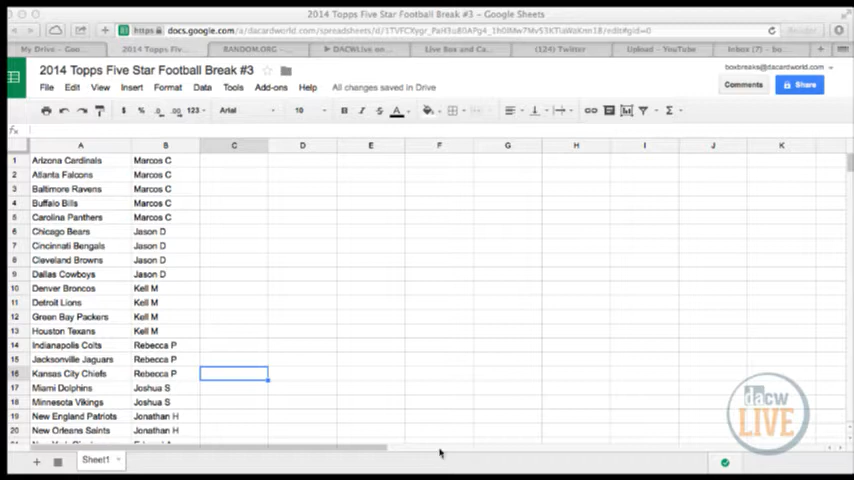 2014 Topps Five Star Football Break #3 – Google Sheets
https docs.google.com
Reader
My Drive – Goo...
2014 Topps Fiv...
RANDOM.ORG –
DACWLive on
Live Box and Ca...
(124) Twitter
Upload – YouTube
Inbox (7) – bo
2014 Topps Five Star Football Break #3
boxbreaks@dacardworld.com
File Edit View Insert Format Data Tools Add-ons Help All changes saved in Drive
Comments
Share
$ % .0 .00 123 Arial 10 B I S A
fx
A B C D E F G H I J K
1 Arizona Cardinals Marcos C
2 Atlanta Falcons Marcos C
3 Baltimore Ravens Marcos C
4 Buffalo Bills Marcos C
5 Carolina Panthers Marcos C
6 Chicago Bears Jason D
7 Cincinnati Bengals Jason D
8 Cleveland Browns Jason D
9 Dallas Cowboys Jason D
10 Denver Broncos Kell M
11 Detroit Lions Kell M
12 Green Bay Packers Kell M
13 Houston Texans Kell M
14 Indianapolis Colts Rebecca P
15 Jacksonville Jaguars Rebecca P
16 Kansas City Chiefs Rebecca P
17 Miami Dolphins Joshua S
18 Minnesota Vikings Joshua S
19 New England Patriots Jonathan H
20 New Orleans Saints Jonathan H
dacw
LIVE
Sheet1